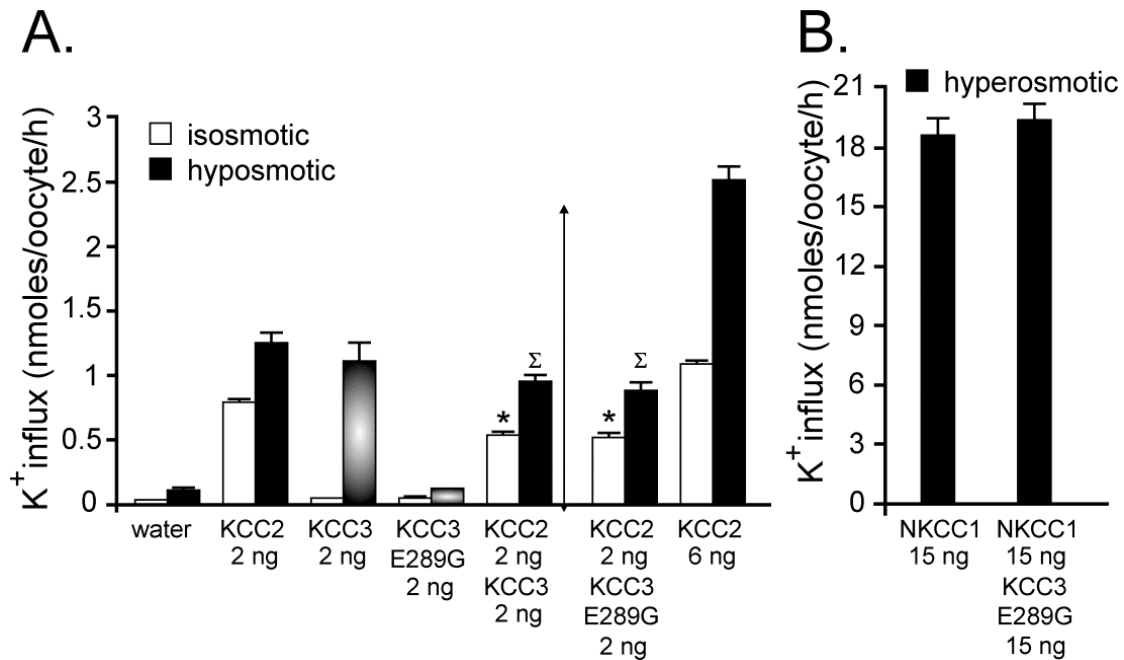 A.
K+ influx (nmoles/oocyte/h)
3
2.5
2
1.5
1
0.5
0
isosmotic
hyposmotic
*
Σ
*
Σ
water
KCC2
2 ng
KCC3
2 ng
KCC3
E289G
2 ng
KCC2
2 ng
KCC3
2 ng
KCC2
2 ng
KCC3
E289G
2 ng
KCC2
6 ng
B.
K+ influx (nmoles/oocyte/h)
21
18
15
12
9
6
3
0
hyperosmotic
NKCC1
15 ng
NKCC1
15 ng
KCC3
E289G
15 ng